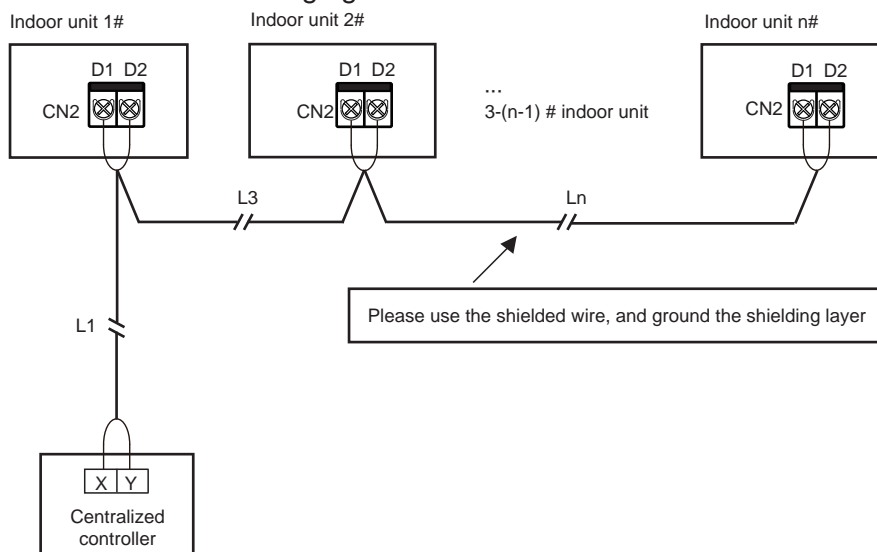 Indoor unit 1#
Indoor unit 2#
Indoor unit n#
D1 D2
D1 D2
D1 D2
CN2
CN2
CN2
...
3-(n-1) # indoor unit
L3
Ln
Please use the shielded wire, and ground the shielding layer
L1
X Y
Centralized
controller